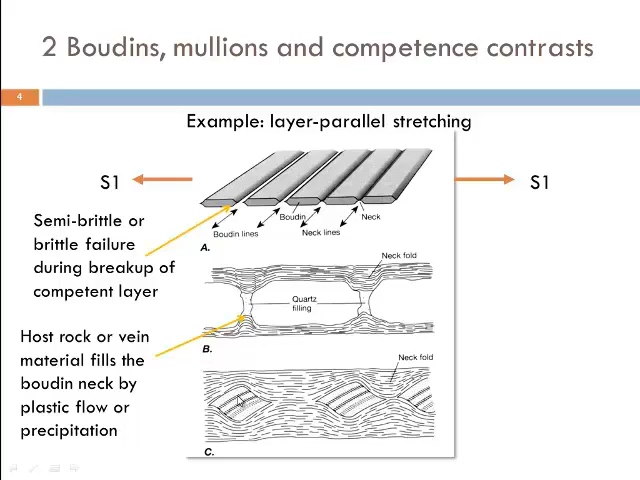 2 Boudins, mullions and competence contrasts
4
Example: layer-parallel stretching
S1
S1
Semi-brittle or
brittle failure
during breakup of
competent layer
Boudin
Neck
Boudin lines
Neck lines
A.
Neck fold
Quartz
filling
Host rock or vein
material fills the
boudin neck by
plastic flow or
precipitation
B.
Neck fold
C.